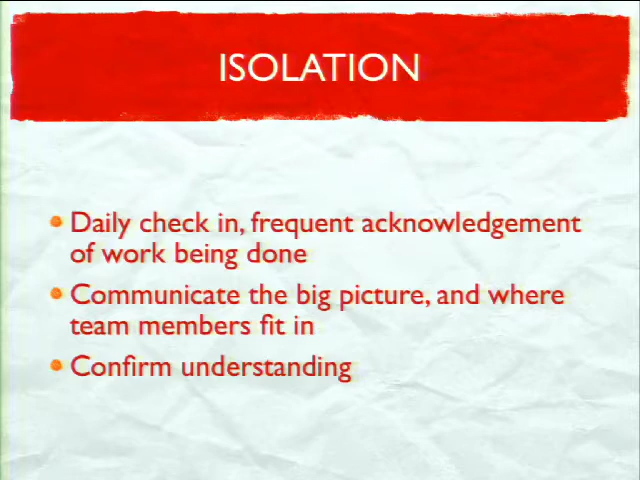 ISOLATION
Daily check in, frequent acknowledgement
of work being done
Communicate the big picture, and where
team members fit in
Confirm understanding